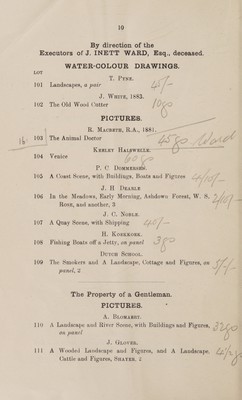 10
By direction of the
Executors of J. INETT WARD, Esq., deceased.
WATER-COLOUR DRAWINGS.
LOT
T. Pyne.
101 Landscapes, a pair
J. White, 1883.
102 The Old Wood Cutter
PICTURES.
R. Macbeth, R.A., 1881.
103 The Animal Doctor
Keeley Halswelle.
104 Venice
P. C Dommersen.
105 A Coast Scene, with Buildings, Boats and Figures
J. H Dearle
106 In the Meadows, Early Morning, Ashdown Forest, W. S.
Rose, and another, 3
J. C. Noble.
107 A Quay Scene, with Shipping
H. Koekkoek.
108 Fishing Boats off a Jetty, on panel
Dutch School.
109 The Smokers and A Landscape, Cottage and Figures, on
panel, 2
The Property of a Gentleman.
PICTURES.
A. Blomaert.
110 A Landscape and River Scene, with Buildings and Figures,
on panel
J. Glover.
111 A Wooded Landscape and Figures, and A Landscape.
Cattle and Figures, Shayer. 2